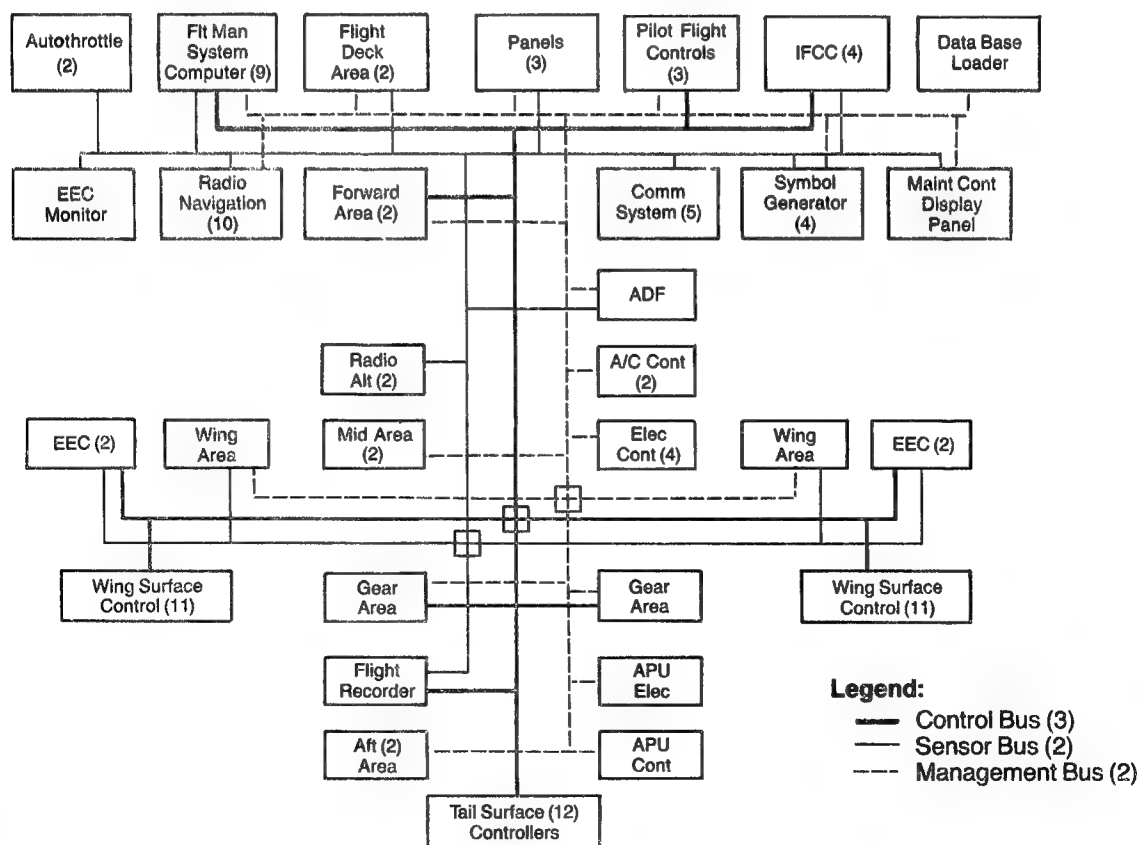 Autothrottle
(2)
Flt Man
System
Computer (9)
Flight
Deck
Area (2)
Panels
(3)
Pilot Flight
Controls
(3)
IFCC (4)
Data Base
Loader
EEC
Monitor
Radio
Navigation
(10)
Forward
Area (2)
Comm
System (5)
Symbol
Generator
(4)
Maint Cont
Display
Panel
ADF
Radio
Alt (2)
A/C Cont
(2)
EEC (2)
Wing
Area
Mid Area
(2)
Elec
Cont (4)
Wing
Area
EEC (2)
Wing Surface
Control (11)
Gear
Area
Gear
Area
Wing Surface
Control (11)
Flight
Recorder
APU
Elec
Aft (2)
Area
APU
Cont
Tail Surface (12)
Controllers
Legend:
Control Bus (3)
Sensor Bus (2)
Management Bus (2)